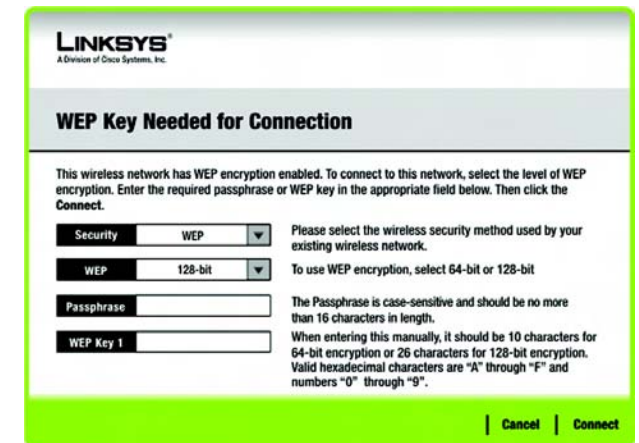 LINKSYS®
A Division of Cisco Systems, Inc.
WEP Key Needed for Connection
This wireless network has WEP encryption enabled. To connect to this network, select the level of WEP
encryption. Enter the required passphrase or WEP key in the appropriate field below. Then click the
Connect.
Security WEP
Please select the wireless security method used by your
existing wireless network.
WEP 128-bit
To use WEP encryption, select 64-bit or 128-bit
Passphrase
The Passphrase is case-sensitive and should be no more
than 16 characters in length.
WEP Key 1
When entering this manually, it should be 10 characters for
64-bit encryption or 26 characters for 128-bit encryption.
Valid hexadecimal characters are "A" through "F" and
numbers "0" through "9".
Cancel Connect